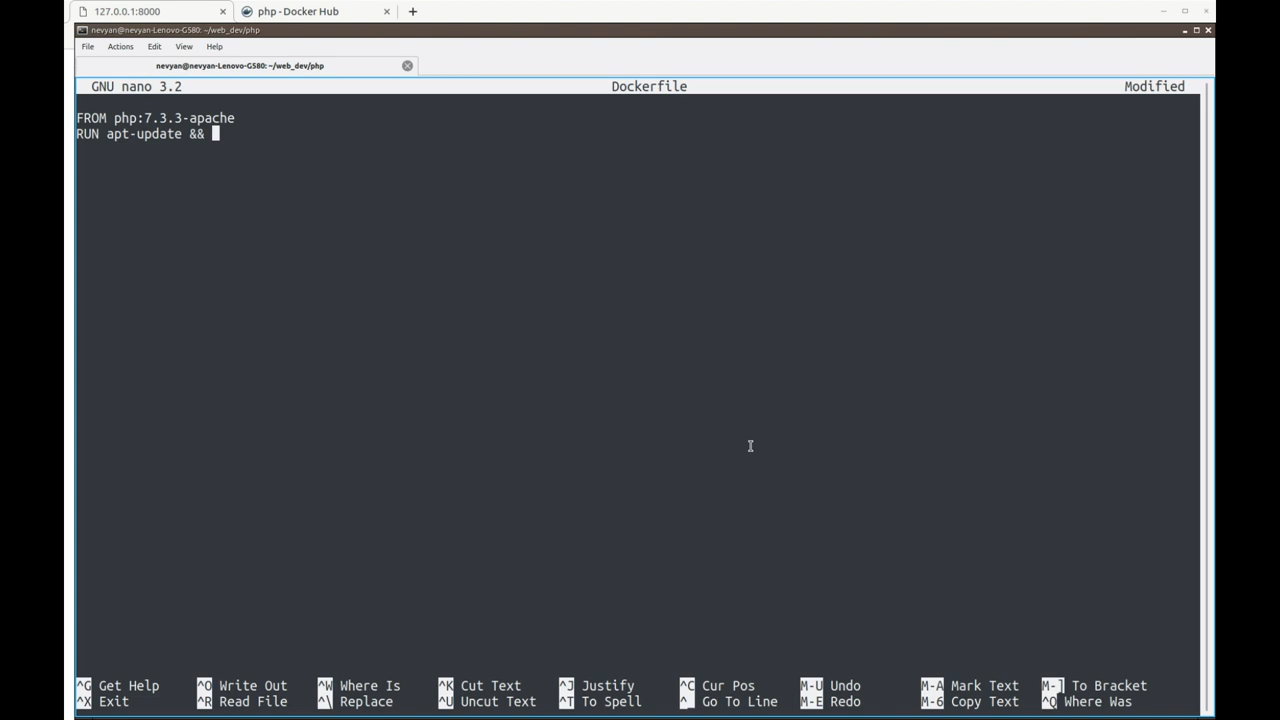 127.0.0.1:8000 × php - Docker Hub × +
nevyan@nevyan-Lenovo-G580: ~/web_dev/php
File Actions Edit View Help
nevyan@nevyan-Lenovo-G580: ~/web_dev/php
GNU nano 3.2 Dockerfile Modified
FROM php:7.3.3-apache
RUN apt-update &&
^G Get Help ^O Write Out ^W Where Is ^K Cut Text ^J Justify ^C Cur Pos M-U Undo M-A Mark Text M-] To Bracket
^X Exit ^R Read File ^\ Replace ^U Uncut Text ^T To Spell ^_ Go To Line M-E Redo M-6 Copy Text ^Q Where Was